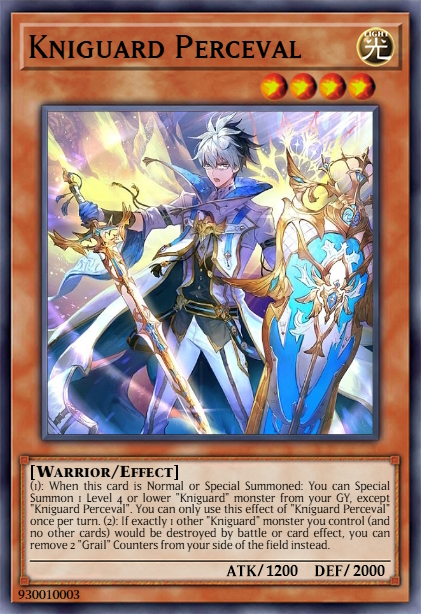 Kniguard Perceval
LIGHT
光
[Warrior/Effect]
(1): When this card is Normal or Special Summoned: You can Special
Summon 1 Level 4 or lower "Kniguard" monster from your GY, except
"Kniguard Perceval". You can only use this effect of "Kniguard Perceval"
once per turn. (2): If exactly 1 other "Kniguard" monster you control (and
no other cards) would be destroyed by battle or card effect, you can
remove 2 "Grail" Counters from your side of the field instead.
ATK/1200 DEF/2000
930010003